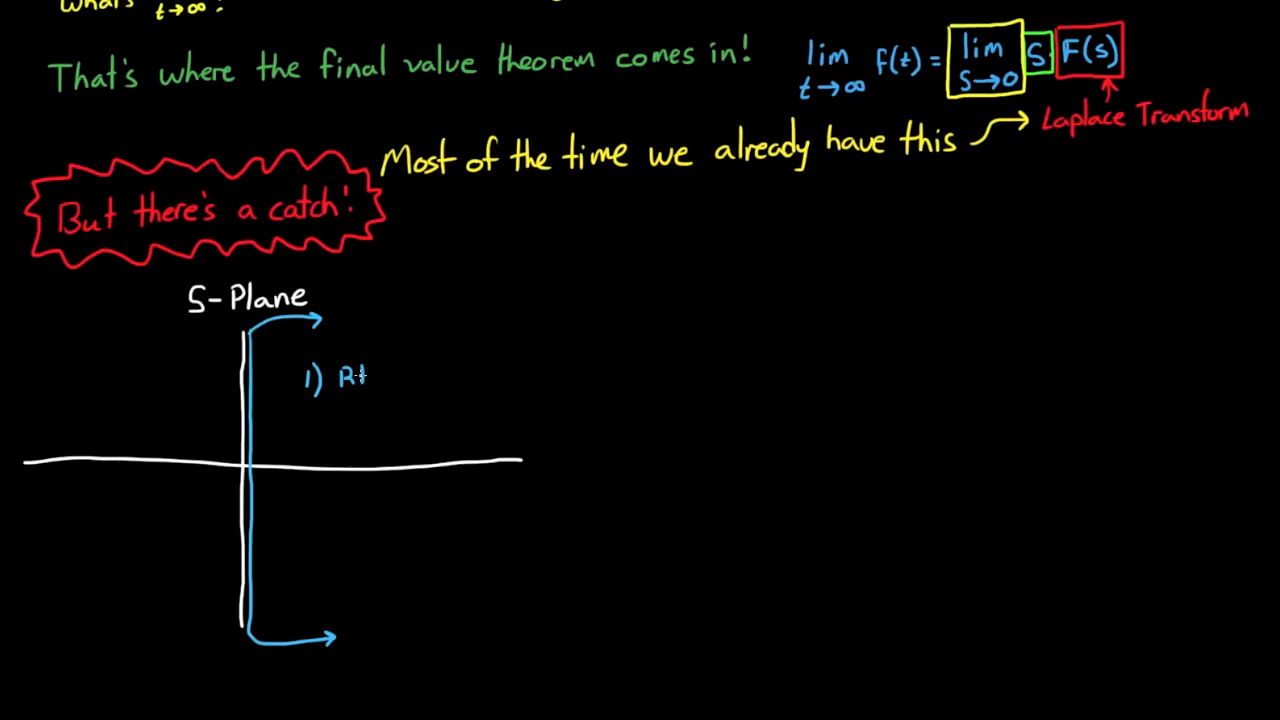 What's
t→∞
That's where the final value theorem comes in!
lim f(t) = lim S F(s)
t→∞ S→0
Laplace Transform
Most of the time we already have this
But there's a catch!
S-Plane
1) R